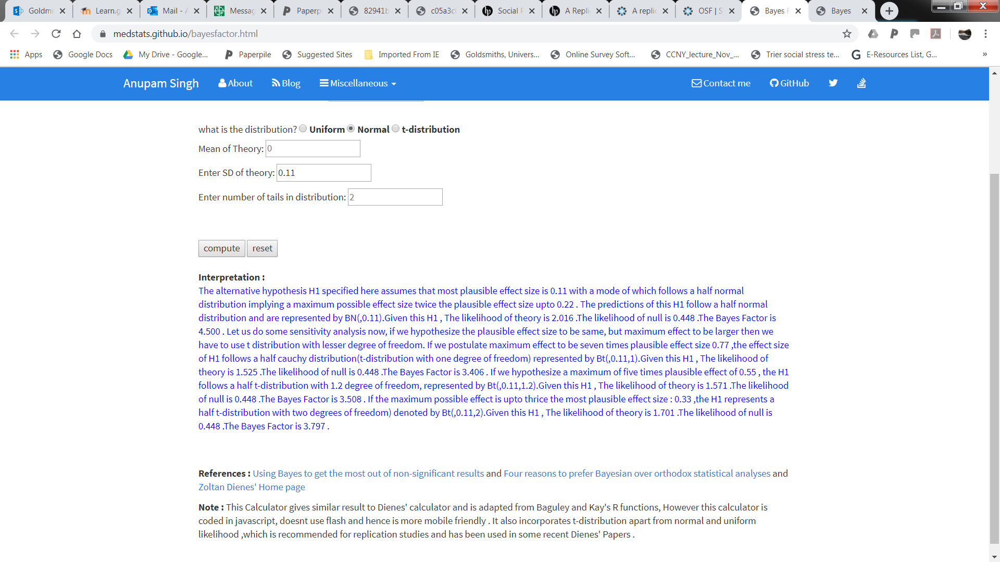 Goldmi
Learn.g
Mail - A
Messag
Paperpi
82941b
c05a3c
Social P
A Repli
A replic
OSF | S
Bayes F
Bayes
medstats.github.io/bayesfactor.html
Apps
Google Docs
My Drive - Google...
Paperpile
Suggested Sites
Imported From IE
Goldsmiths, Univers...
Online Survey Soft...
CCNY_lecture_Nov_...
Trier social stress te...
E-Resources List, G...
»
Anupam Singh
About
Blog
Miscellaneous
Contact me
GitHub
what is the distribution? Uniform Normal t-distribution
Mean of Theory: 0
Enter SD of theory: 0.11
Enter number of tails in distribution: 2
compute reset
Interpretation :
The alternative hypothesis H1 specified here assumes that most plausible effect size is 0.11 with a mode of which follows a half normal
distribution implying a maximum possible effect size twice the plausible effect size upto 0.22 . The predictions of this H1 follow a half normal
distribution and are represented by BN(,0.11).Given this H1 , The likelihood of theory is 2.016 .The likelihood of null is 0.448 .The Bayes Factor is
4.500 . Let us do some sensitivity analysis now, if we hypothesize the plausible effect size to be same, but maximum effect to be larger then we
have to use t distribution with lesser degree of freedom. If we postulate maximum effect to be seven times plausible effect size 0.77 ,the effect size
of H1 follows a half cauchy distribution(t-distribution with one degree of freedom) represented by Bt(,0.11,1).Given this H1 , The likelihood of
theory is 1.525 .The likelihood of null is 0.448 .The Bayes Factor is 3.406 . If we hypothesize a maximum of five times plausible effect of 0.55 , the H1
follows a half t-distribution with 1.2 degree of freedom, represented by Bt(,0.11,1.2).Given this H1 , The likelihood of theory is 1.571 .The likelihood
of null is 0.448 .The Bayes Factor is 3.508 . If the maximum possible effect is upto thrice the most plausible effect size : 0.33 ,the H1 represents a
half t-distribution with two degrees of freedom) denoted by Bt(,0.11,2).Given this H1 , The likelihood of theory is 1.701 .The likelihood of null is
0.448 .The Bayes Factor is 3.797 .
References : Using Bayes to get the most out of non-significant results and Four reasons to prefer Bayesian over orthodox statistical analyses and
Zoltan Dienes' Home page
Note : This Calculator gives similar result to Dienes' calculator and is adapted from Baguley and Kay's R functions, However this calculator is
coded in javascript, doesnt use flash and hence is more mobile friendly . It also incorporates t-distribution apart from normal and uniform
likelihood ,which is recommended for replication studies and has been used in some recent Dienes' Papers .